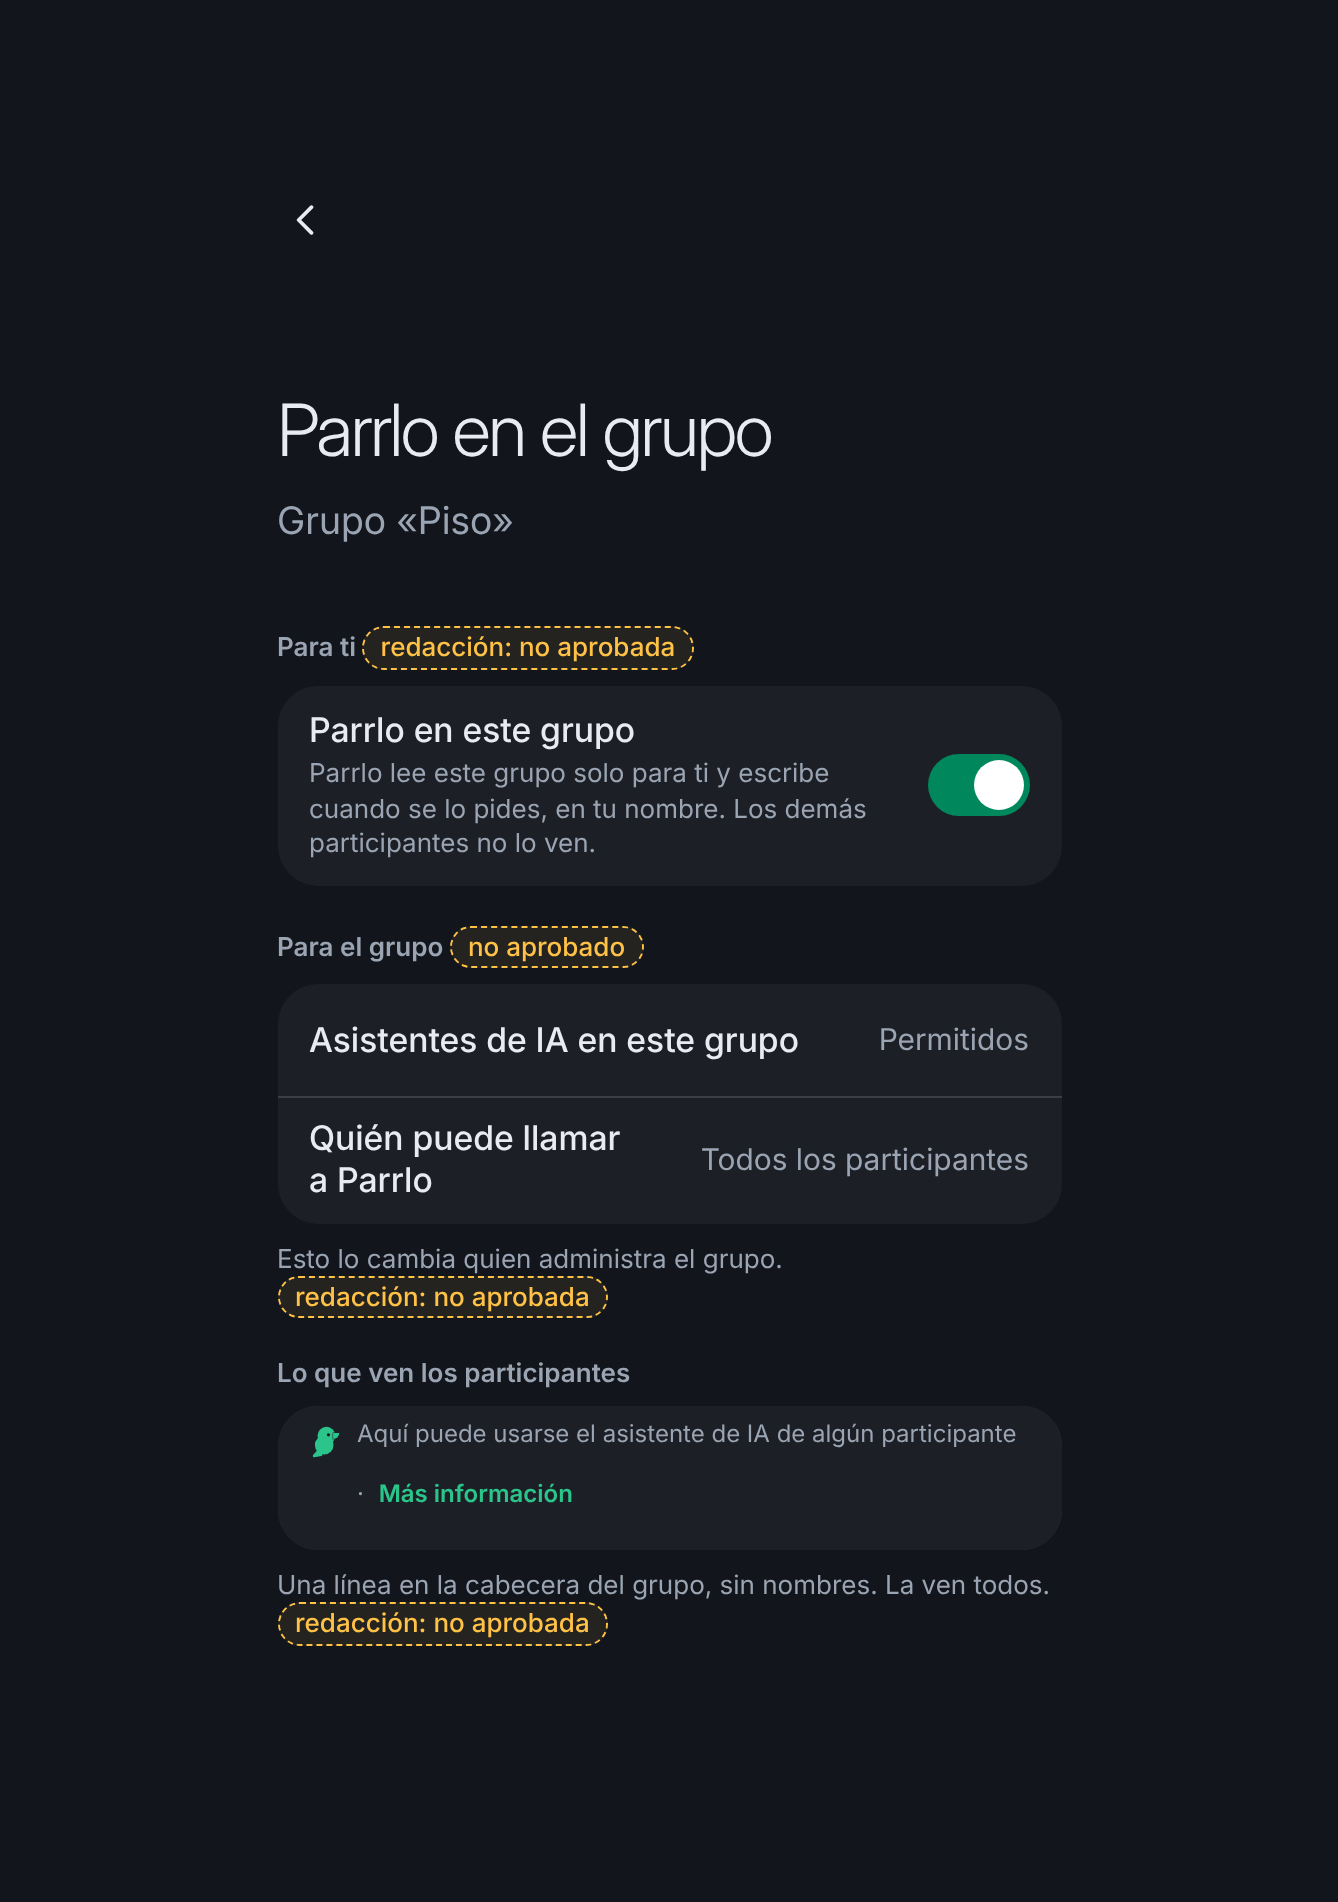 Parrlo en el grupo
Grupo «Piso»
Para ti redacción: no aprobada
Parrlo en este grupo
Parrlo lee este grupo solo para ti y escribe
cuando se lo pides, en tu nombre. Los demás
participantes no lo ven.
Para el grupo no aprobado
Asistentes de IA en este grupo Permitidos
Quién puede llamar
a Parrlo
Todos los participantes
Esto lo cambia quien administra el grupo.
redacción: no aprobada
Lo que ven los participantes
Aquí puede usarse el asistente de IA de algún participante
· Más información
Una línea en la cabecera del grupo, sin nombres. La ven todos.
redacción: no aprobada